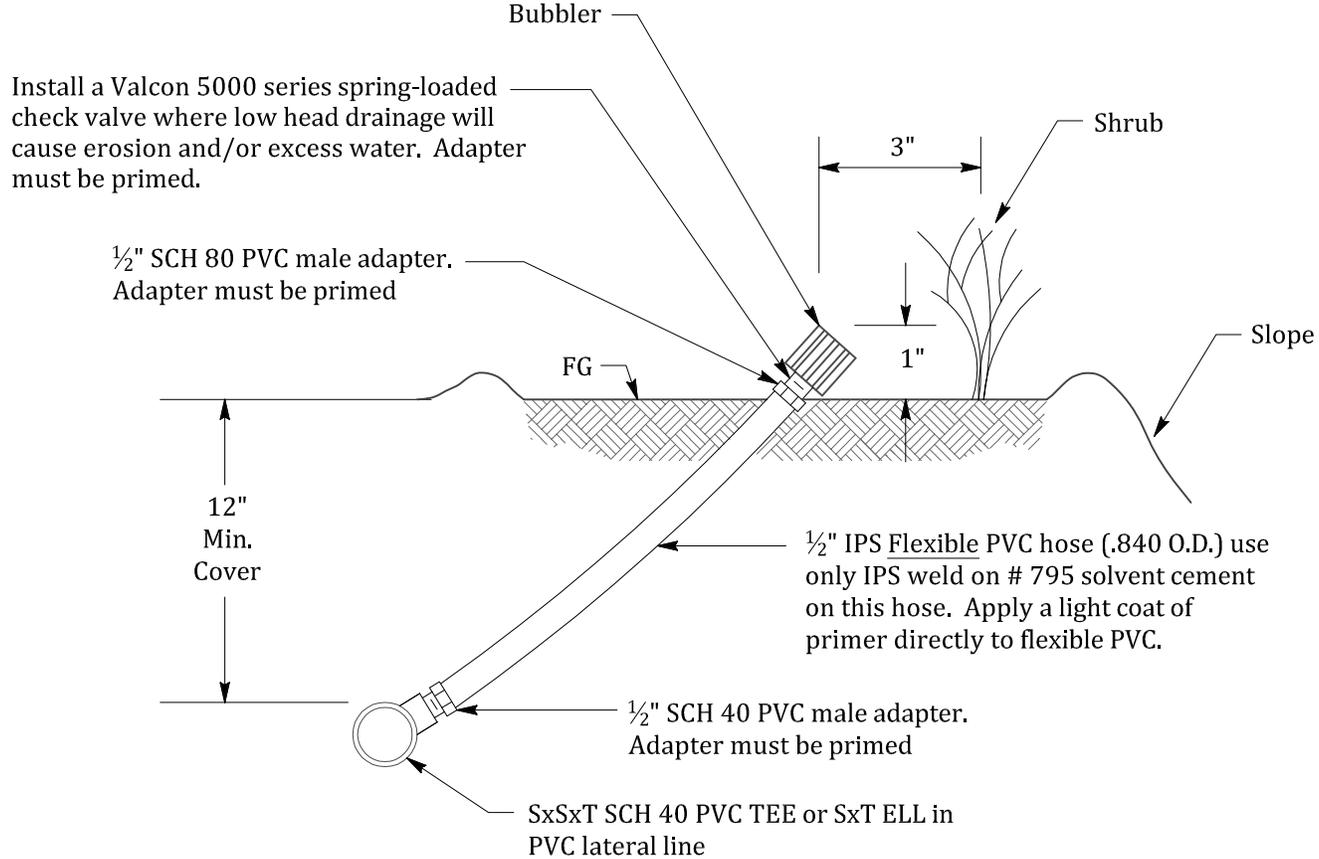 Bubbler
Install a Valcon 5000 series spring-loaded
check valve where low head drainage will
cause erosion and/or excess water.  Adapter
must be primed.
Shrub
3"
½" SCH 80 PVC male adapter.
Adapter must be primed
Slope
FG
1"
12"
Min.
Cover
½" IPS Flexible PVC hose (.840 O.D.) use
only IPS weld on # 795 solvent cement
on this hose.  Apply a light coat of
primer directly to flexible PVC.
½" SCH 40 PVC male adapter.
Adapter must be primed
SxSxT SCH 40 PVC TEE or SxT ELL in
PVC lateral line